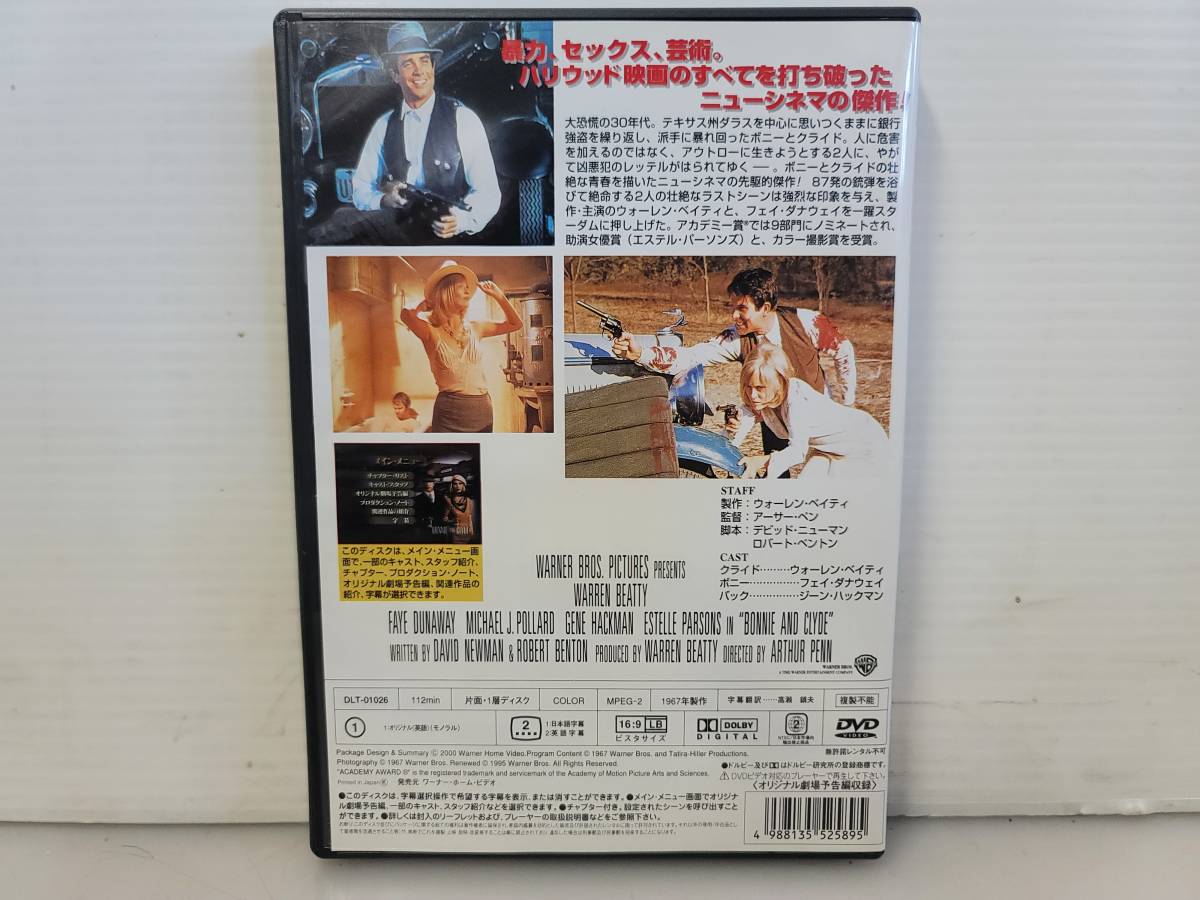 暴力、セックス、芸術。
ハリウッド映画のすべてを打ち破った
ニューシネマの傑作!
大恐慌の30年代。テキサス州ダラスを中心に思いつくままに銀行
強盗を繰り返し、派手に暴れ回ったボニーとクライド。人に危害
を加えるのではなく、アウトローに生きようとする2人に、やが
て凶悪犯のレッテルがはられてゆく—。ボニーとクライドの壮
絶な青春を描いたニューシネマの先駆的傑作! 87発の銃弾を浴
びて絶命する2人の壮絶なラストシーンは強烈な印象を与え、製
作・主演のウォーレン・ベイティと、フェイ・ダナウェイを一躍スタ
ーダムに押し上げた。アカデミー賞®では9部門にノミネートされ、
助演女優賞(エステル・パーソンズ)と、カラー撮影賞を受賞。
メイン・メニュー
チャプター・リスト
キャスト/スタッフ
オリジナル劇場予告編
プロダクション・ノート
関連作品の紹介
字幕
このディスクは、メイン・メニュー画
面で、一部のキャスト、スタッフ紹介、
チャプター、プロダクション・ノート、
オリジナル劇場予告編、関連作品の
紹介、字幕が選択できます。
STAFF
製作:ウォーレン・ベイティ
監督:アーサー・ペン
脚本:デビッド・ニューマン
ロバート・ベントン
CAST
クライド………ウォーレン・ベイティ
ボニー……………フェイ・ダナウェイ
バック……………ジーン・ハックマン
WARNER BROS. PICTURES PRESENTS
WARREN BEATTY
FAYE DUNAWAY MICHAEL J. POLLARD GENE HACKMAN ESTELLE PARSONS IN "BONNIE AND CLYDE"
WRITTEN BY DAVID NEWMAN & ROBERT BENTON PRODUCED BY WARREN BEATTY DIRECTED BY ARTHUR PENN
WARNER BROS.
DLT-01026 112min 片面・1層ディスク COLOR MPEG-2 1967年製作 字幕翻訳……高瀬 鎮夫 複製不能
1 1:オリジナル(英語)(モノラル) 2 1:日本語字幕 2:英語字幕 16:9 LB ビスタサイズ DOLBY DIGITAL 2 DVD VIDEO
Package Design & Summary © 2000 Warner Home Video.Program Content © 1967 Warner Bros. and Tatira-Hiller Productions.
Photography © 1967 Warner Bros. Renewed © 1995 Warner Bros. All Rights Reserved.
"ACADEMY AWARD ®" is the registered trademark and servicemark of the Academy of Motion Picture Arts and Sciences.
Printed in Japan 発売元 ワーナー・ホーム・ビデオ
無許諾レンタル不可
●ドルビー及びはドルビー研究所の登録商標です。
⚠DVDビデオ対応のプレーヤーで再生して下さい。
〈オリジナル劇場予告編収録〉
●このディスクは、字幕選択操作で希望する字幕を表示、または消すことができます。●メイン・メニュー画面でオリジナ
ル劇場予告編、一部のキャスト、スタッフ紹介などを選択できます。●チャプター付き。設定されたシーンを呼び出すこと
ができます。●詳しくは封入のリーフレットおよび、プレーヤーの取扱説明書などをご参照下さい。
4 988135 525895